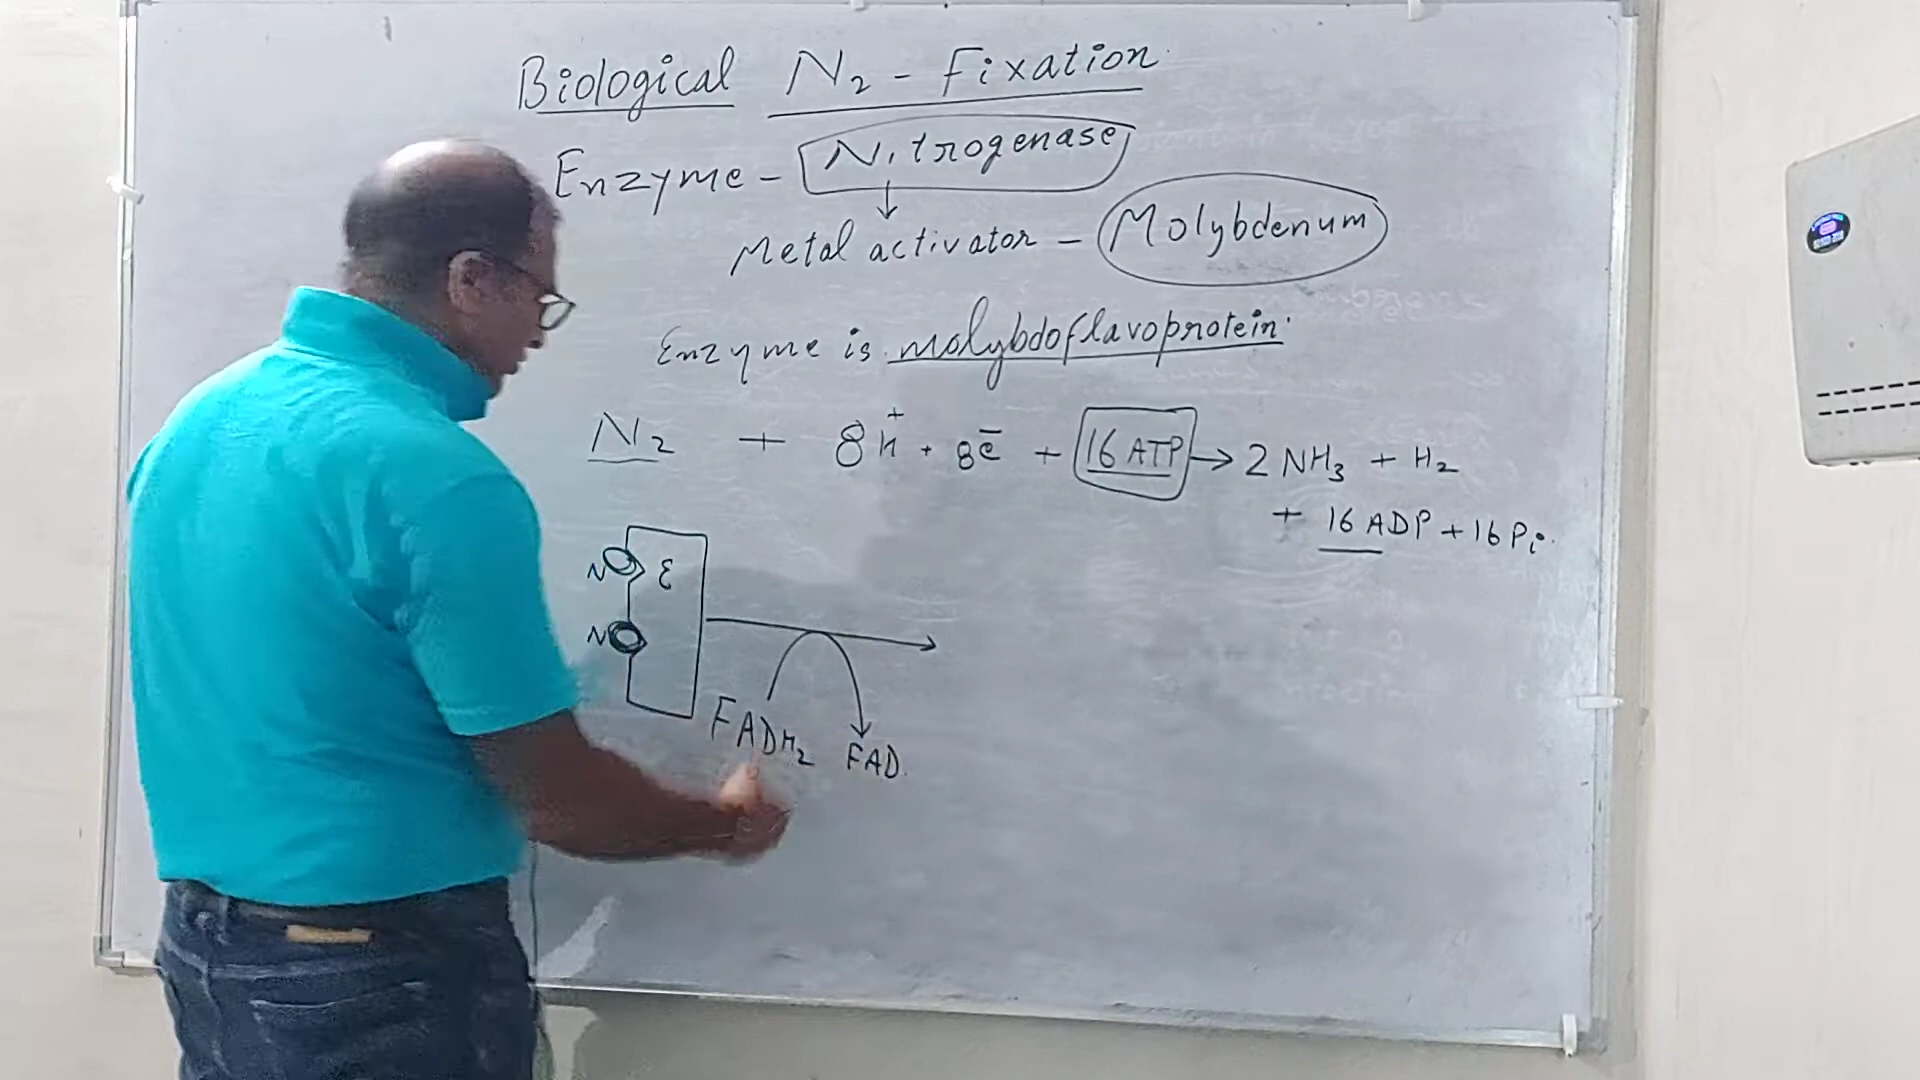 Biological N₂ - Fixation
Enzyme - Nitrogenase
Metal activator - Molybdenum
Enzyme is molybdoflavoprotein.
N₂ + 8H⁺ + 8e⁻ + 16 ATP → 2 NH₃ + H₂
+ 16 ADP + 16 Pi.
N E
N
FADH₂ FAD.